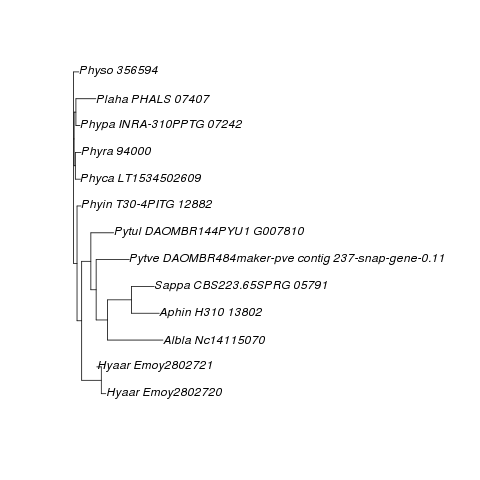 Physo 356594
Plaha PHALS 07407
Phypa INRA-310PPTG 07242
Phyra 94000
Phyca LT1534502609
Phyin T30-4PITG 12882
Pytul DAOMBR144PYU1 G007810
Pytve DAOMBR484maker-pve contig 237-snap-gene-0.11
Sappa CBS223.65SPRG 05791
Aphin H310 13802
Albla Nc14115070
Hyaar Emoy2802721
Hyaar Emoy2802720